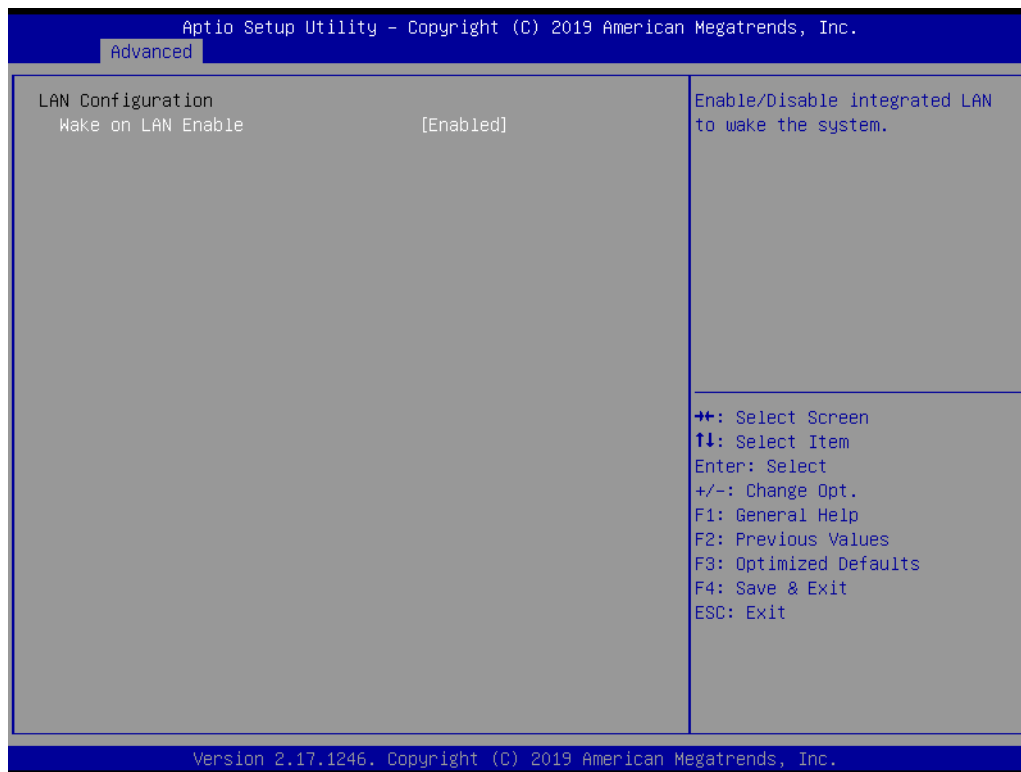 Aptio Setup Utility – Copyright (C) 2019 American Megatrends, Inc.
Advanced
LAN Configuration
Wake on LAN Enable [Enabled]
Enable/Disable integrated LAN
to wake the system.
→←: Select Screen
↑↓: Select Item
Enter: Select
+/-: Change Opt.
F1: General Help
F2: Previous Values
F3: Optimized Defaults
F4: Save & Exit
ESC: Exit
Version 2.17.1246. Copyright (C) 2019 American Megatrends, Inc.